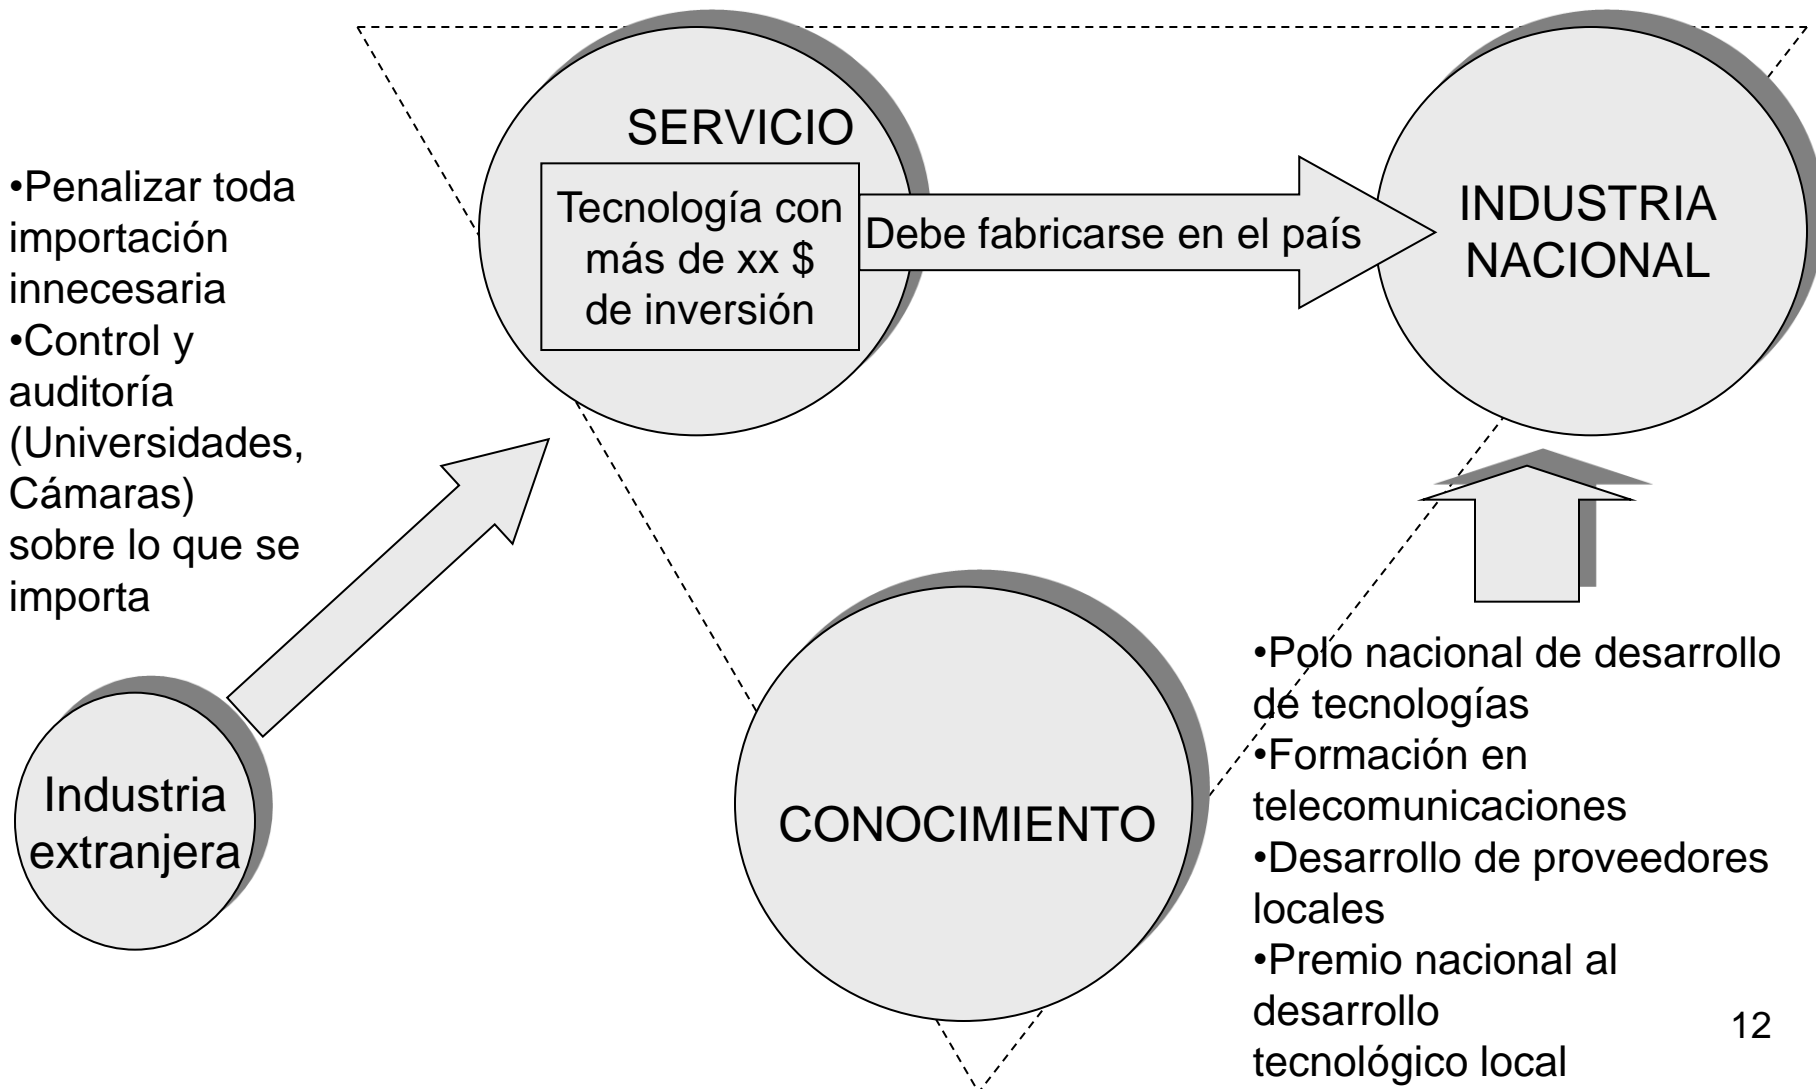 •Penalizar toda
importación
innecesaria
•Control y
auditoría
(Universidades,
Cámaras)
sobre lo que se
importa
Industria
extranjera
SERVICIO
Tecnología con
más de xx $
de inversión
Debe fabricarse en el país
INDUSTRIA
NACIONAL
CONOCIMIENTO
•Polo nacional de desarrollo
de tecnologías
•Formación en
telecomunicaciones
•Desarrollo de proveedores
locales
•Premio nacional al
desarrollo
tecnológico local
12